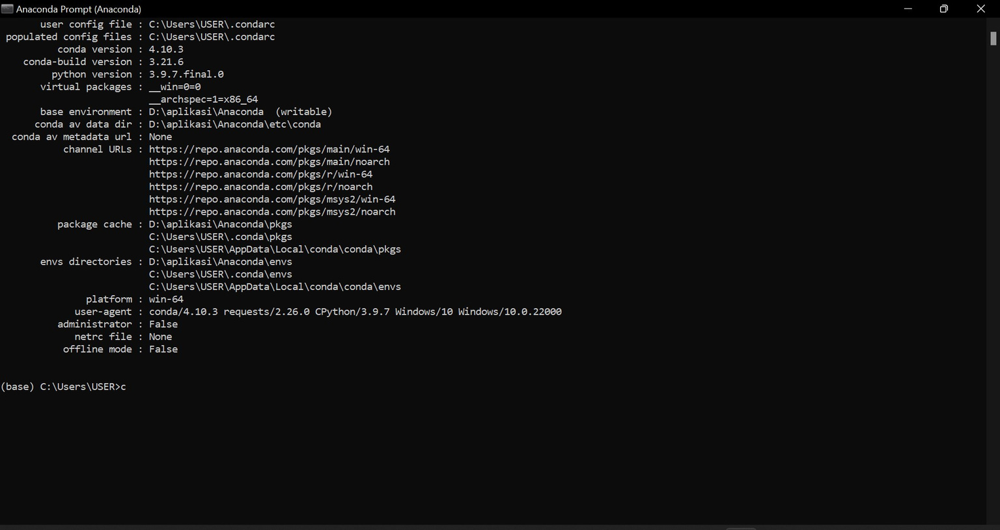 Anaconda Prompt (Anaconda)
user config file : C:\Users\USER\.condarc
populated config files : C:\Users\USER\.condarc
conda version : 4.10.3
conda-build version : 3.21.6
python version : 3.9.7.final.0
virtual packages : __win=0=0
__archspec=1=x86_64
base environment : D:\aplikasi\Anaconda  (writable)
conda av data dir : D:\aplikasi\Anaconda\etc\conda
conda av metadata url : None
channel URLs : https://repo.anaconda.com/pkgs/main/win-64
https://repo.anaconda.com/pkgs/main/noarch
https://repo.anaconda.com/pkgs/r/win-64
https://repo.anaconda.com/pkgs/r/noarch
https://repo.anaconda.com/pkgs/msys2/win-64
https://repo.anaconda.com/pkgs/msys2/noarch
package cache : D:\aplikasi\Anaconda\pkgs
C:\Users\USER\.conda\pkgs
C:\Users\USER\AppData\Local\conda\conda\pkgs
envs directories : D:\aplikasi\Anaconda\envs
C:\Users\USER\.conda\envs
C:\Users\USER\AppData\Local\conda\conda\envs
platform : win-64
user-agent : conda/4.10.3 requests/2.26.0 CPython/3.9.7 Windows/10 Windows/10.0.22000
administrator : False
netrc file : None
offline mode : False
(base) C:\Users\USER>c